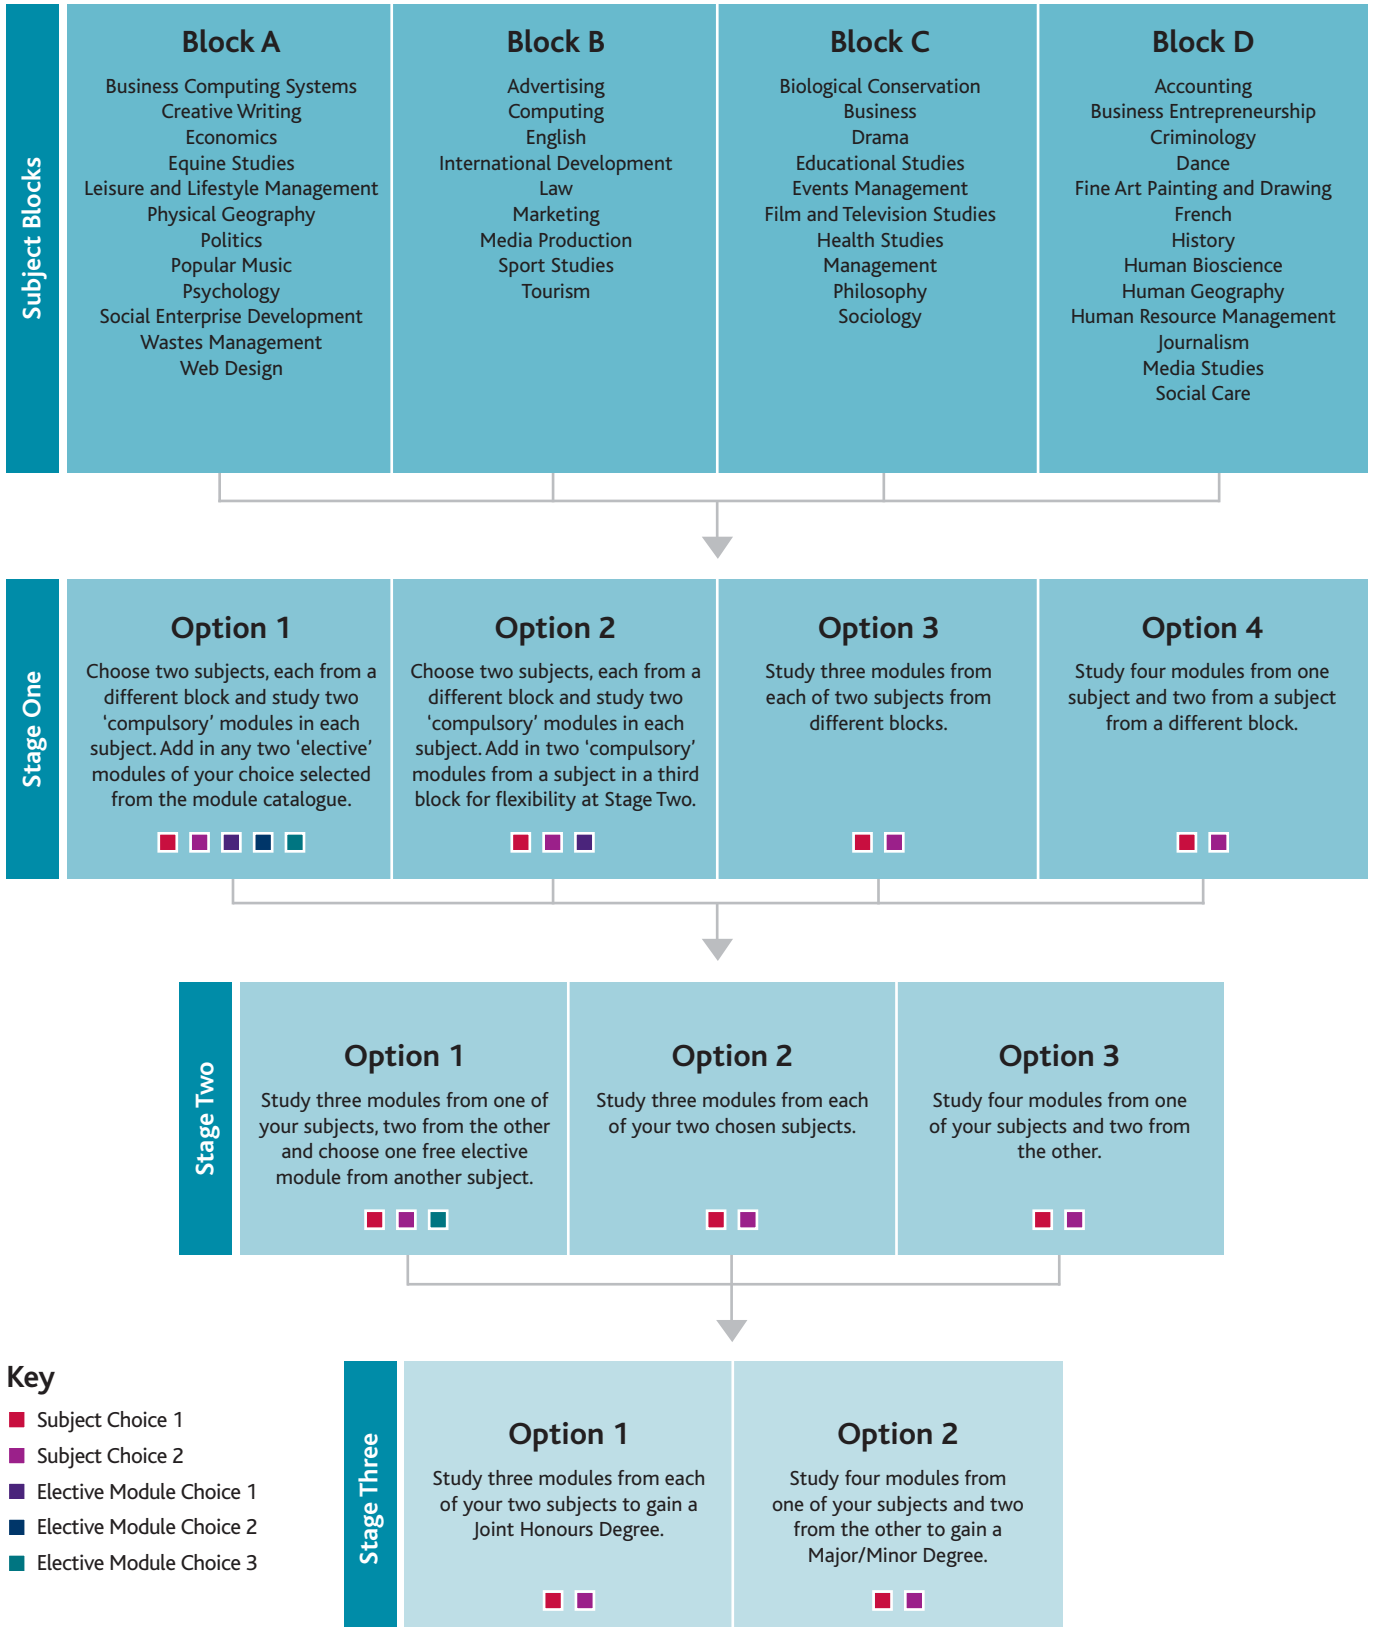 Subject Blocks
Block A
Business Computing Systems
Creative Writing
Economics
Equine Studies
Leisure and Lifestyle Management
Physical Geography
Politics
Popular Music
Psychology
Social Enterprise Development
Wastes Management
Web Design
Block B
Advertising
Computing
English
International Development
Law
Marketing
Media Production
Sport Studies
Tourism
Block C
Biological Conservation
Business
Drama
Educational Studies
Events Management
Film and Television Studies
Health Studies
Management
Philosophy
Sociology
Block D
Accounting
Business Entrepreneurship
Criminology
Dance
Fine Art Painting and Drawing
French
History
Human Bioscience
Human Geography
Human Resource Management
Journalism
Media Studies
Social Care
Stage One
Option 1
Choose two subjects, each from a
different block and study two
‘compulsory’ modules in each
subject. Add in any two ‘elective’
modules of your choice selected
from the module catalogue.
Option 2
Choose two subjects, each from a
different block and study two
‘compulsory’ modules in each
subject. Add in two ‘compulsory’
modules from a subject in a third
block for flexibility at Stage Two.
Option 3
Study three modules from
each of two subjects from
different blocks.
Option 4
Study four modules from one
subject and two from a subject
from a different block.
Stage Two
Option 1
Study three modules from one of
your subjects, two from the other
and choose one free elective
module from another subject.
Option 2
Study three modules from each
of your two chosen subjects.
Option 3
Study four modules from one
of your subjects and two from
the other.
Key
Subject Choice 1
Subject Choice 2
Elective Module Choice 1
Elective Module Choice 2
Elective Module Choice 3
Stage Three
Option 1
Study three modules from each
of your two subjects to gain a
Joint Honours Degree.
Option 2
Study four modules from
one of your subjects and two
from the other to gain a
Major/Minor Degree.